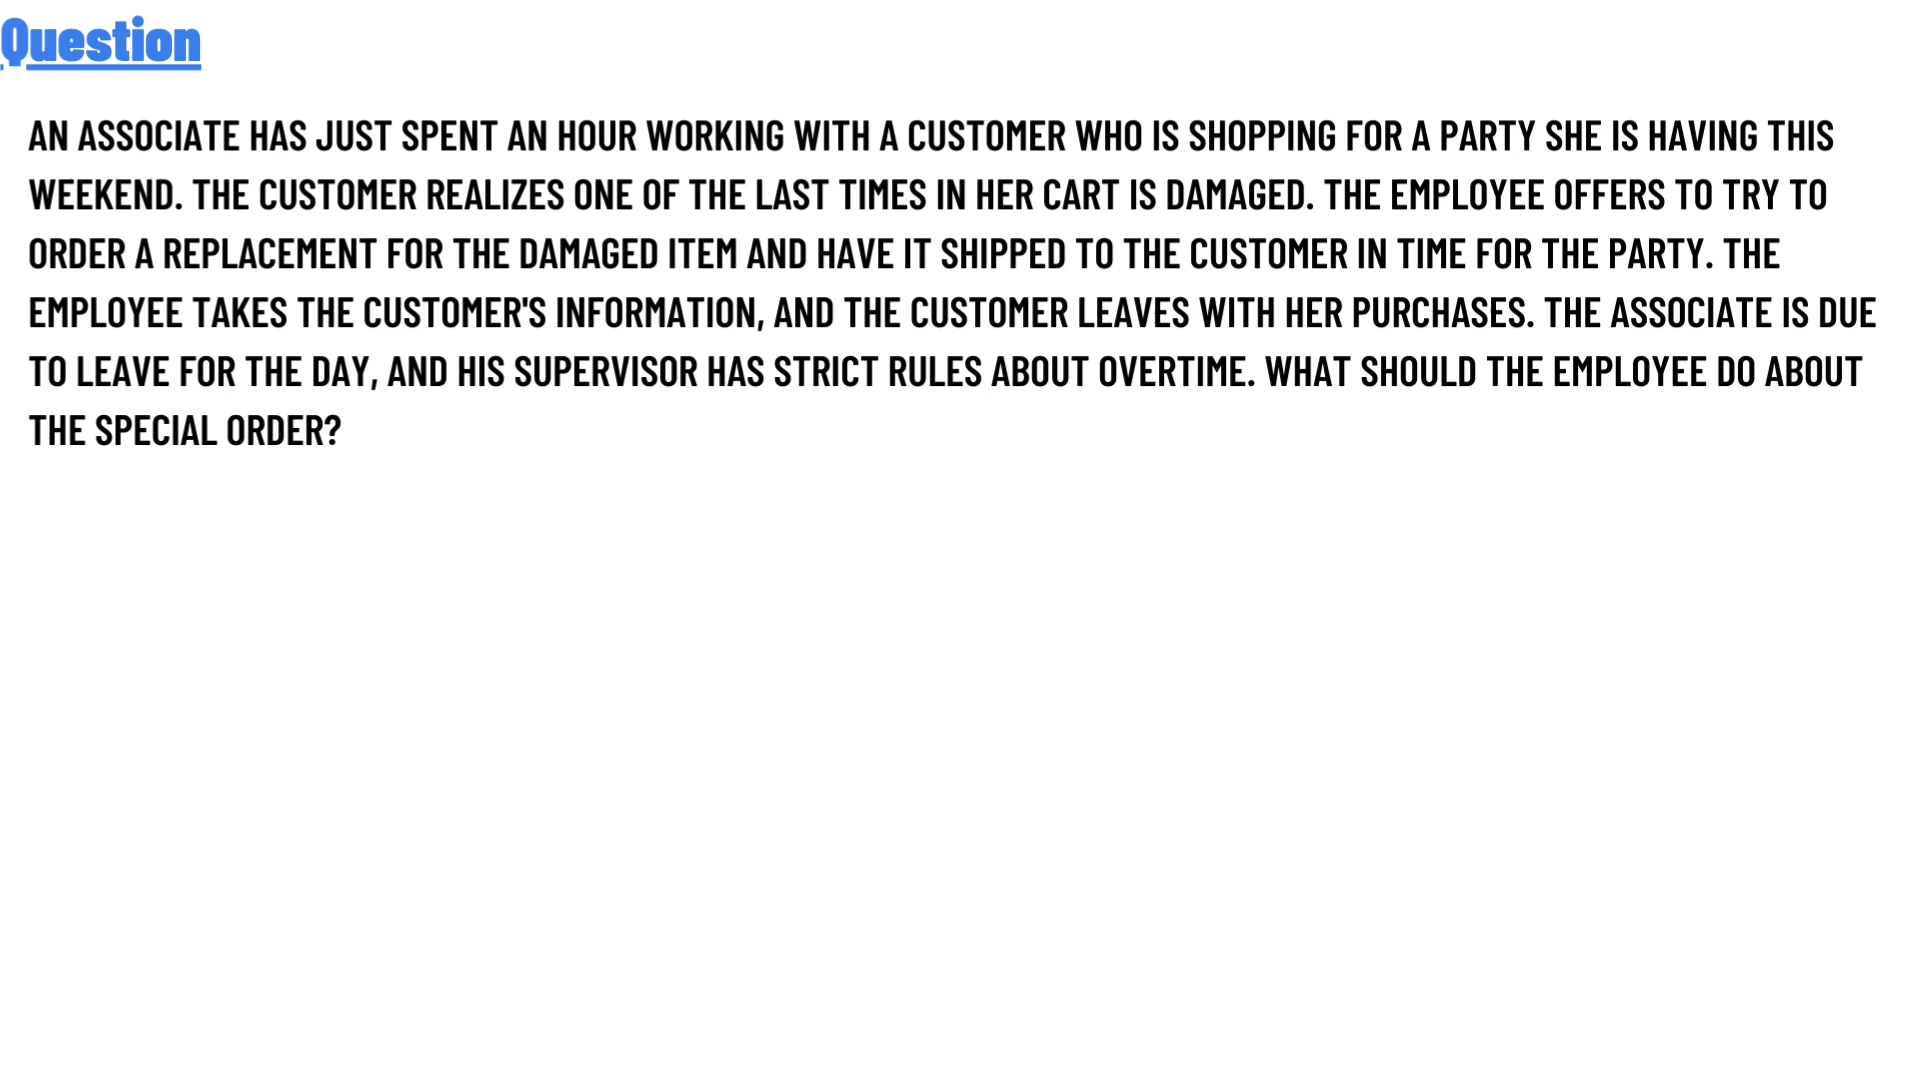 Question
AN ASSOCIATE HAS JUST SPENT AN HOUR WORKING WITH A CUSTOMER WHO IS SHOPPING FOR A PARTY SHE IS HAVING THIS
WEEKEND. THE CUSTOMER REALIZES ONE OF THE LAST TIMES IN HER CART IS DAMAGED. THE EMPLOYEE OFFERS TO TRY TO
ORDER A REPLACEMENT FOR THE DAMAGED ITEM AND HAVE IT SHIPPED TO THE CUSTOMER IN TIME FOR THE PARTY. THE
EMPLOYEE TAKES THE CUSTOMER'S INFORMATION, AND THE CUSTOMER LEAVES WITH HER PURCHASES. THE ASSOCIATE IS DUE
TO LEAVE FOR THE DAY, AND HIS SUPERVISOR HAS STRICT RULES ABOUT OVERTIME. WHAT SHOULD THE EMPLOYEE DO ABOUT
THE SPECIAL ORDER?